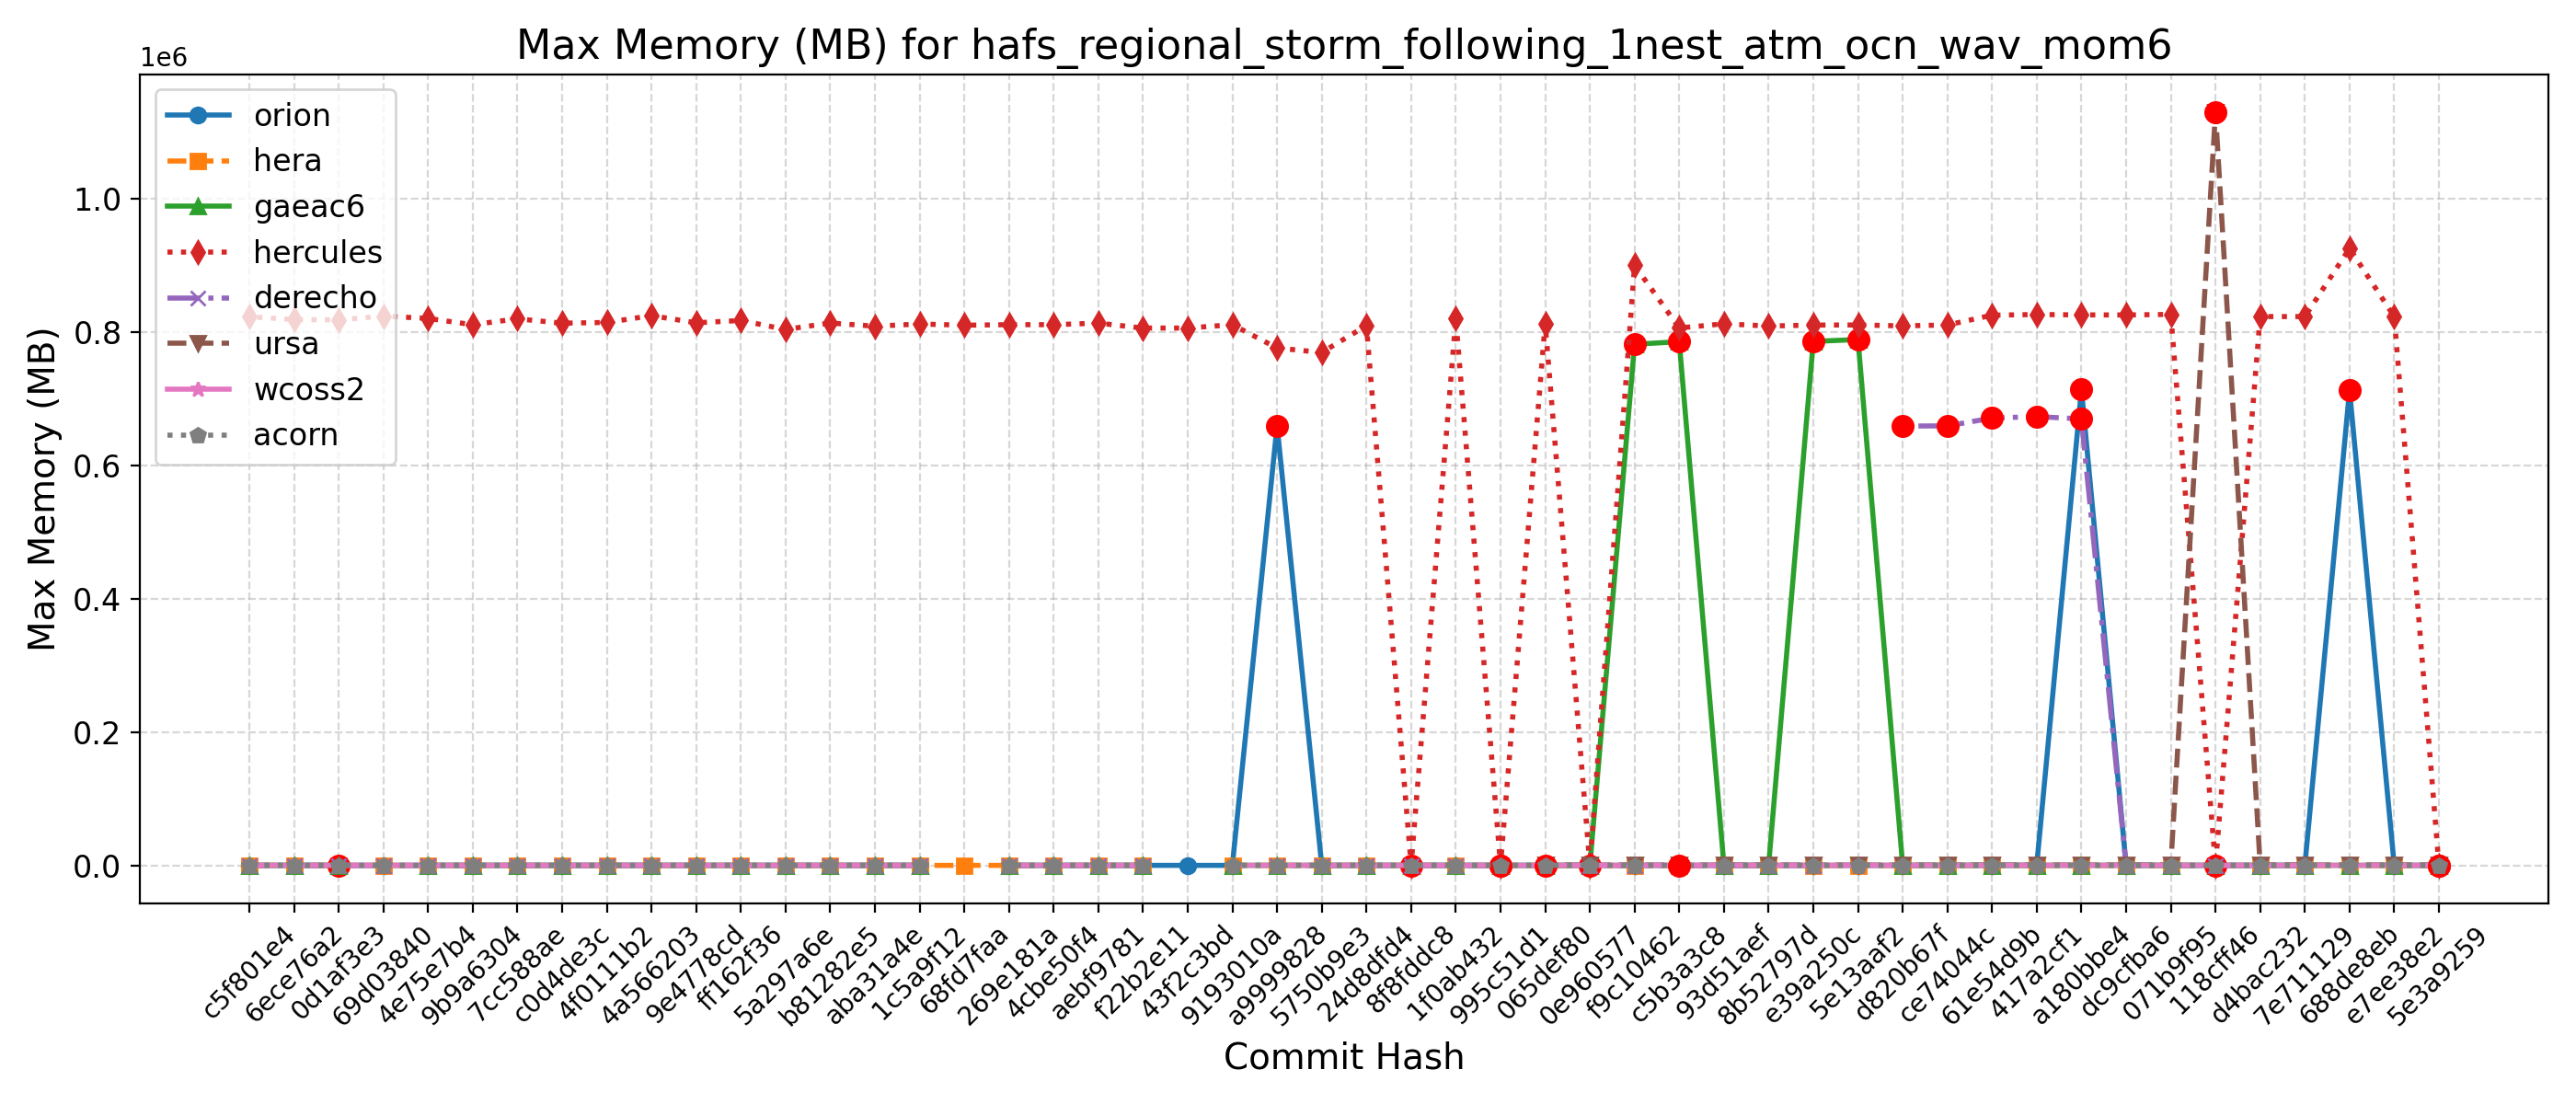 Max Memory (MB) for hafs_regional_storm_following_1nest_atm_ocn_wav_mom6
1e6
orion
hera
gaeac6
hercules
derecho
ursa
wcoss2
acorn
Max Memory (MB)
1.0
0.8
0.6
0.4
0.2
0.0
c5f801e4
6ece76a2
0d1af3e3
69d03840
4e75e7b4
9b9a6304
7cc588ae
c0d4de3c
4f0111b2
4a566203
9e4778cd
ff162f36
5a297a6e
b81282e5
aba31a4e
1c5a9f12
68fd7faa
269e181a
4cbe50f4
aebf9781
f22b2e11
43f2c3bd
9193010a
a9999828
5750b9e3
24d8dfd4
8f8fddc8
1f0ab432
995c51d1
065def80
0e960577
f9c10462
c5b3a3c8
93d51aef
8b52797d
e39a250c
5e13aaf2
d820b67f
ce74044c
61e54d9b
417a2cf1
a180bbe4
dc9cfba6
071b9f95
118cff46
d4bac232
7e711129
688de8eb
e7ee38e2
5e3a9259
Commit Hash